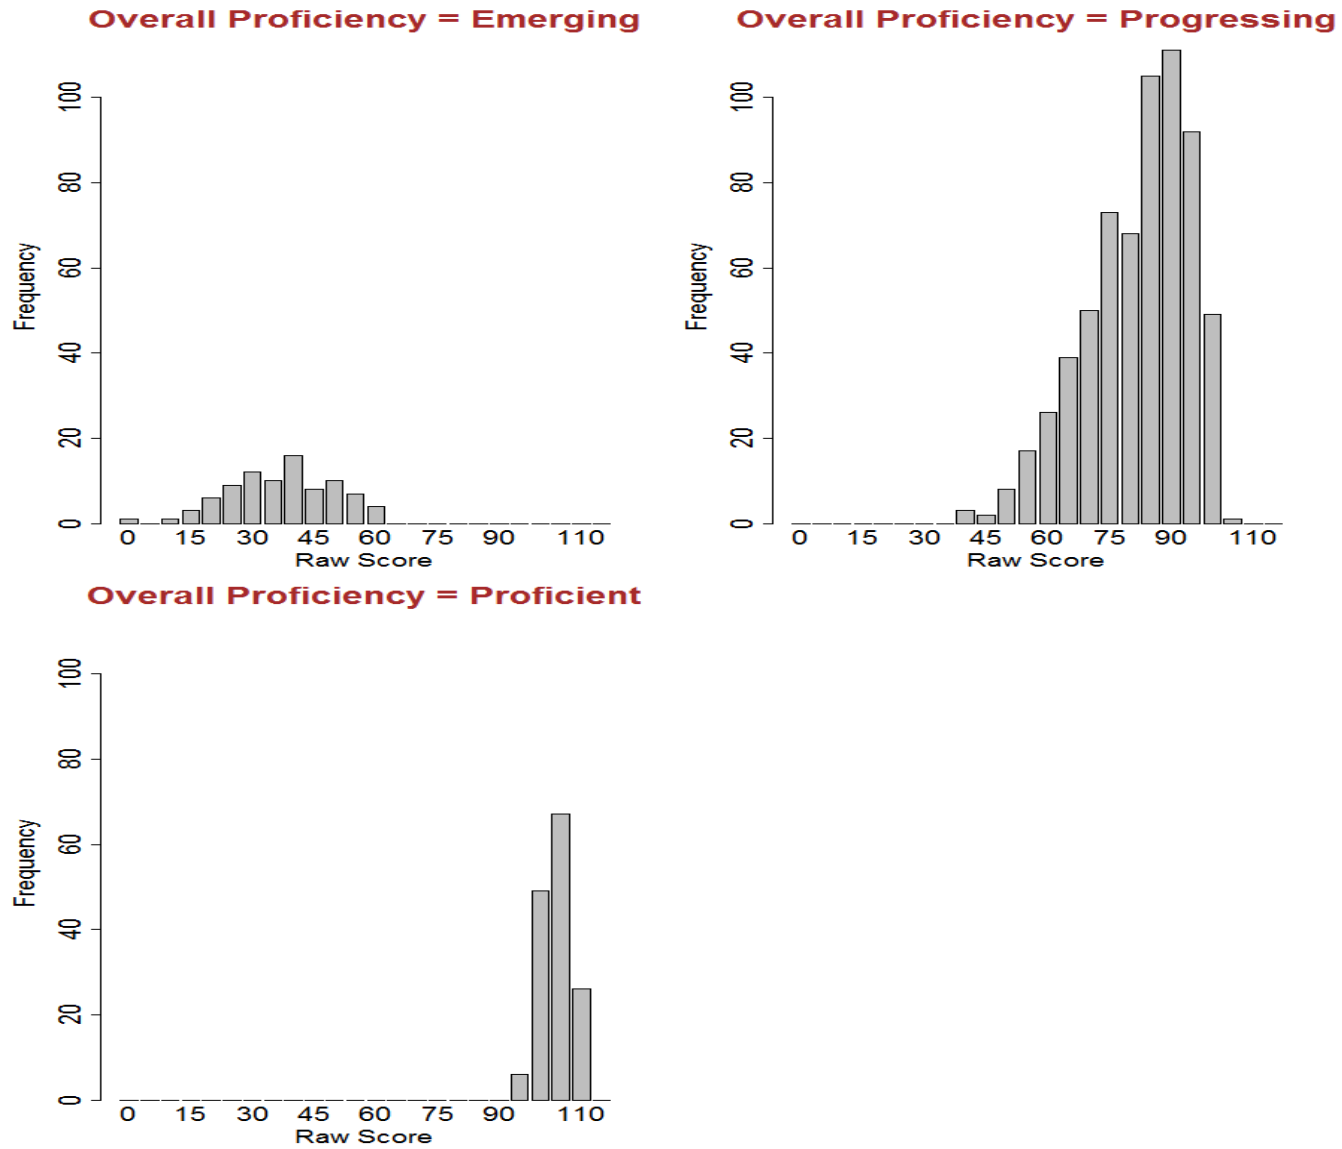 Overall Proficiency = Emerging
100
80
60
40
20
0
Frequency
0 15 30 45 60 75 90 110
Raw Score
Overall Proficiency = Progressing
100
80
60
40
20
0
Frequency
0 15 30 45 60 75 90 110
Raw Score
Overall Proficiency = Proficient
100
80
60
40
20
0
Frequency
0 15 30 45 60 75 90 110
Raw Score